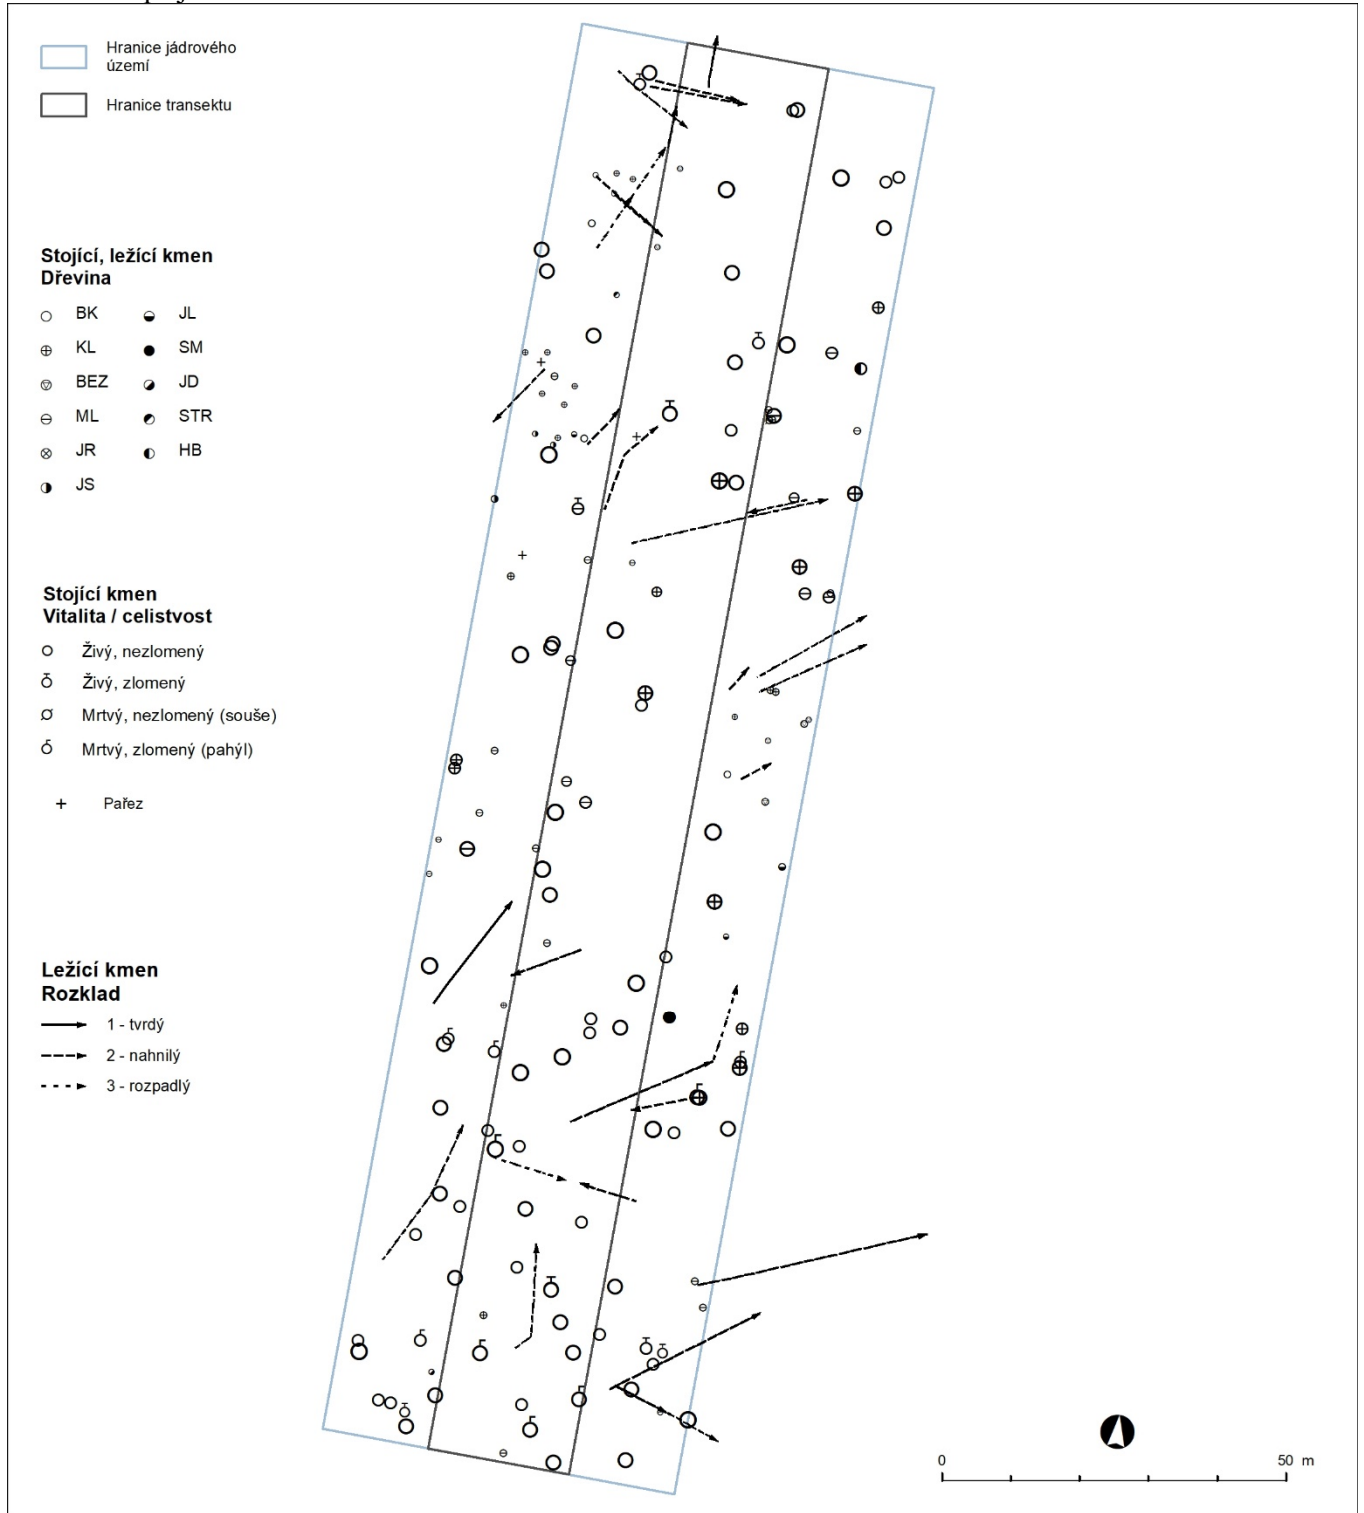 Hranice jádrového
území
Hranice transektu
Stojící, ležící kmen
Dřevina
BK JL
KL SM
BEZ JD
ML STR
JR HB
JS
Stojící kmen
Vitalita / celistvost
Živý, nezlomený
Živý, zlomený
Mrtvý, nezlomený (souše)
Mrtvý, zlomený (pahýl)
Pařez
Ležící kmen
Rozklad
1 - tvrdý
2 - nahnilý
3 - rozpadlý
0 50 m